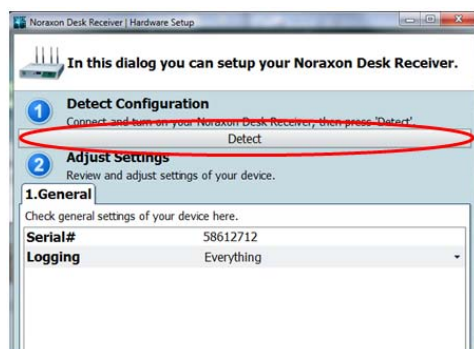 Noraxon Desk Receiver | Hardware Setup
In this dialog you can setup your Noraxon Desk Receiver.
1
Detect Configuration
Connect and turn on your Noraxon Desk Receiver, then press 'Detect'.
Detect
2
Adjust Settings
Review and adjust settings of your device.
1.General
Check general settings of your device here.
Serial# 58612712
Logging Everything